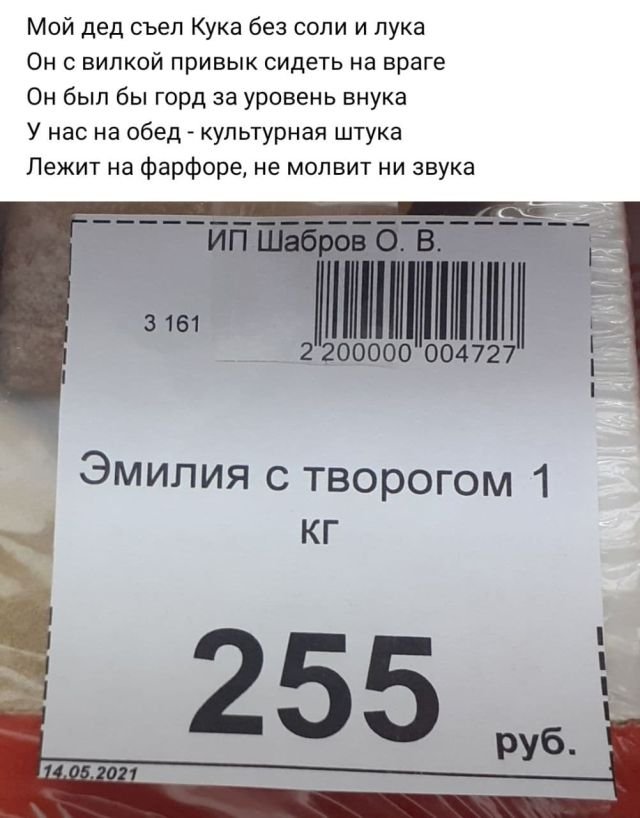 Мой дед съел Кука без соли и лука
Он с вилкой привык сидеть на враге
Он был бы горд за уровень внука
У нас на обед - культурная штука
Лежит на фарфоре, не молвит ни звука
ИП Шабров О. В.
3 161
2 200000 004727
Эмилия с творогом 1
кг
255
руб.
14.05.2021